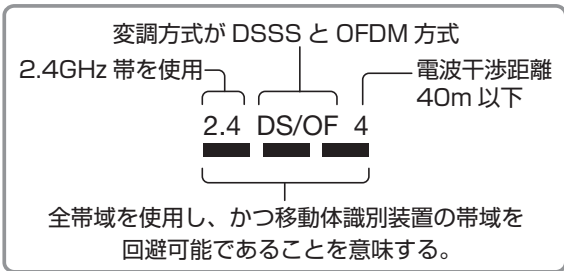 変調方式が DSSS と OFDM 方式
2.4GHz 帯を使用
電波干渉距離
40m 以下
2.4 DS/OF 4
全帯域を使用し、かつ移動体識別装置の帯域を
回避可能であることを意味する。